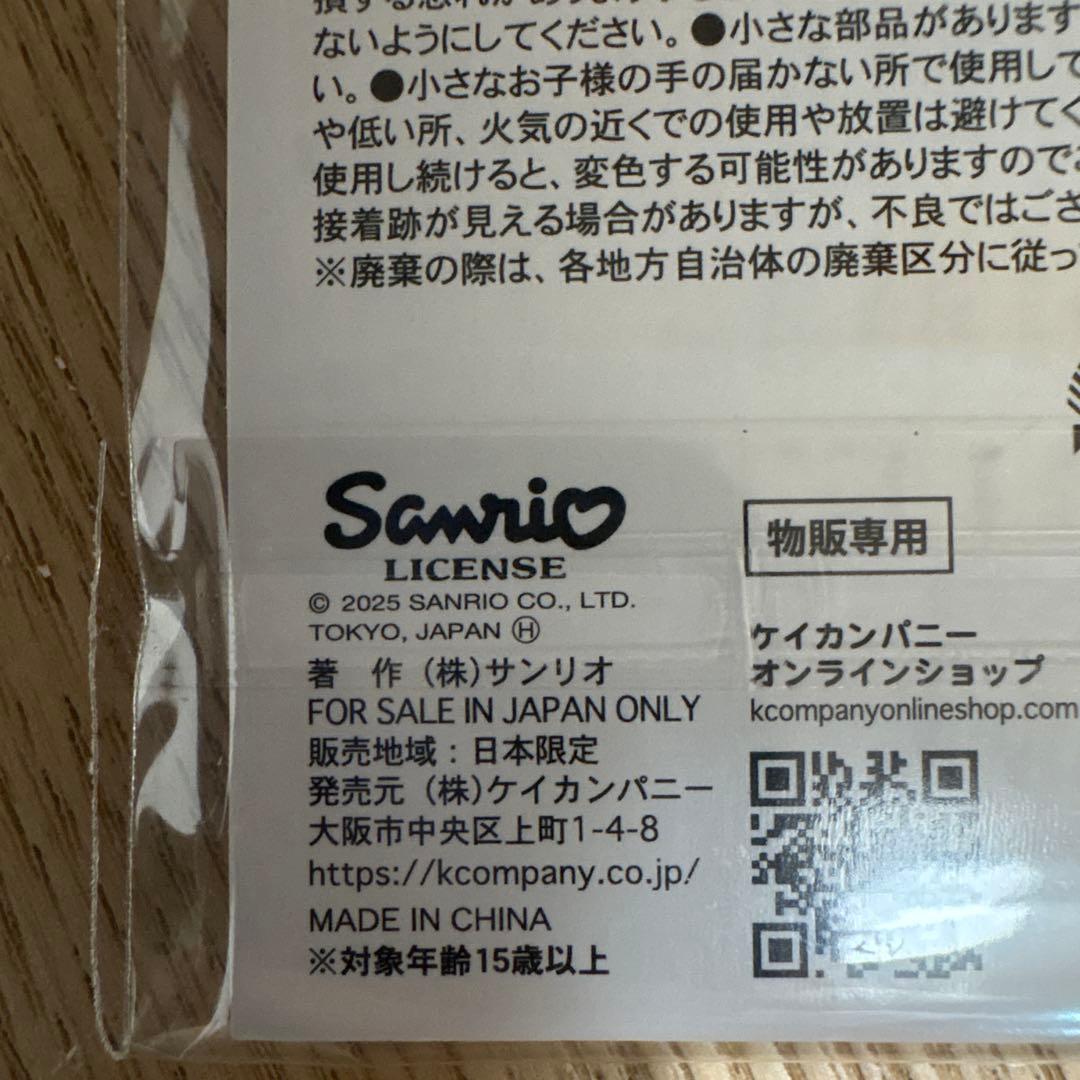 ないようにしてください。●小さな部品があります
い。●小さなお子様の手の届かない所で使用して
や低い所、火気の近くでの使用や放置は避けてく
使用し続けると、変色する可能性がありますのでご
接着跡が見える場合がありますが、不良ではござ
※廃棄の際は、各地方自治体の廃棄区分に従っ
Sanrio
LICENSE
© 2025 SANRIO CO., LTD.
TOKYO, JAPAN Ⓗ
著　作 (株)サンリオ
FOR SALE IN JAPAN ONLY
販売地域：日本限定
発売元 (株)ケイカンパニー
大阪市中央区上町1-4-8
https://kcompany.co.jp/
MADE IN CHINA
※対象年齢15歳以上
物販専用
ケイカンパニー
オンラインショップ
kcompanyonlineshop.com